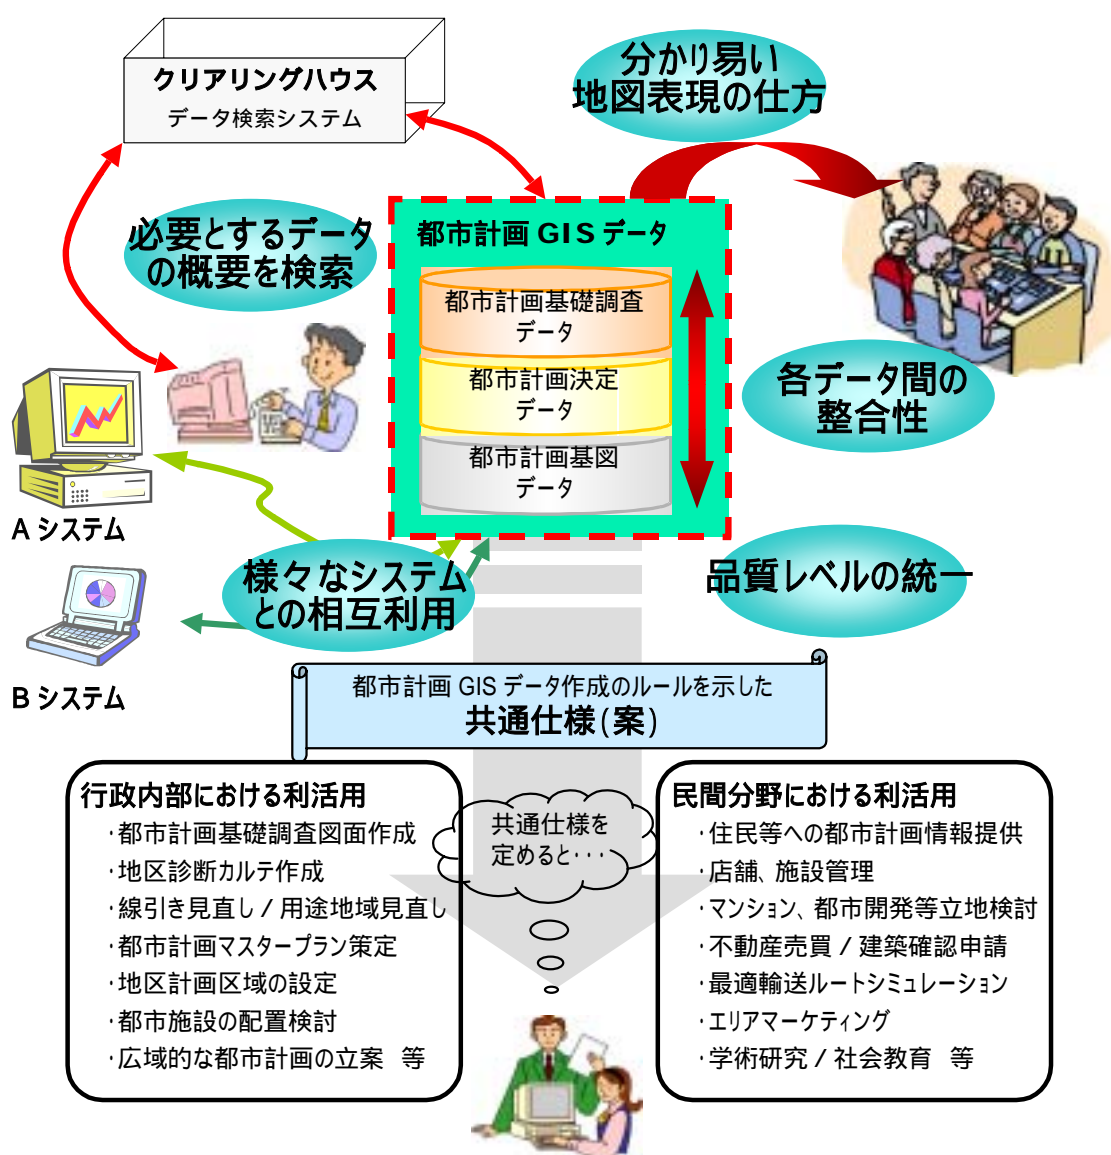 クリアリングハウス
データ検索システム
分かり易い
地図表現の仕方
必要とするデータ
の概要を検索
都市計画 GIS データ
都市計画基礎調査
データ
都市計画決定
データ
都市計画基図
データ
各データ間の
整合性
A システム
様々なシステム
との相互利用
品質レベルの統一
B システム
都市計画 GIS データ作成のルールを示した
共通仕様(案)
行政内部における利活用
・都市計画基礎調査図面作成
・地区診断カルテ作成
・線引き見直し / 用途地域見直し
・都市計画マスタープラン策定
・地区計画区域の設定
・都市施設の配置検討
・広域的な都市計画の立案 等
共通仕様を
定めると・・・
民間分野における利活用
・住民等への都市計画情報提供
・店舗、施設管理
・マンション、都市開発等立地検討
・不動産売買 / 建築確認申請
・最適輸送ルートシミュレーション
・エリアマーケティング
・学術研究 / 社会教育 等